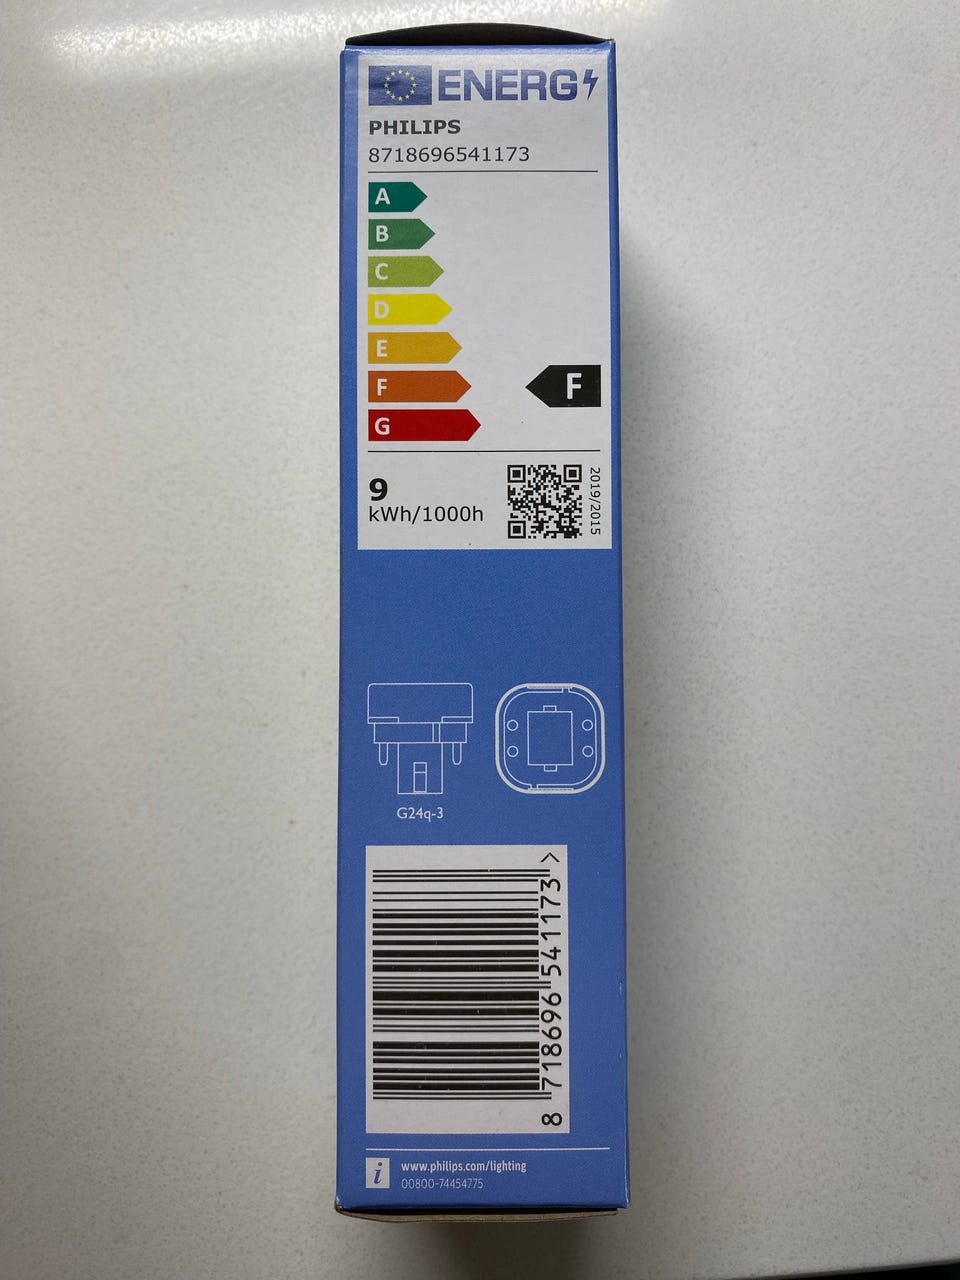 ENERG
PHILIPS
8718696541173
A
B
C
D
E
F
F
G
9
kWh/1000h
2019/2015
G24q-3
8 718696 541173 >
i
www.philips.com/lighting
00800-74454775